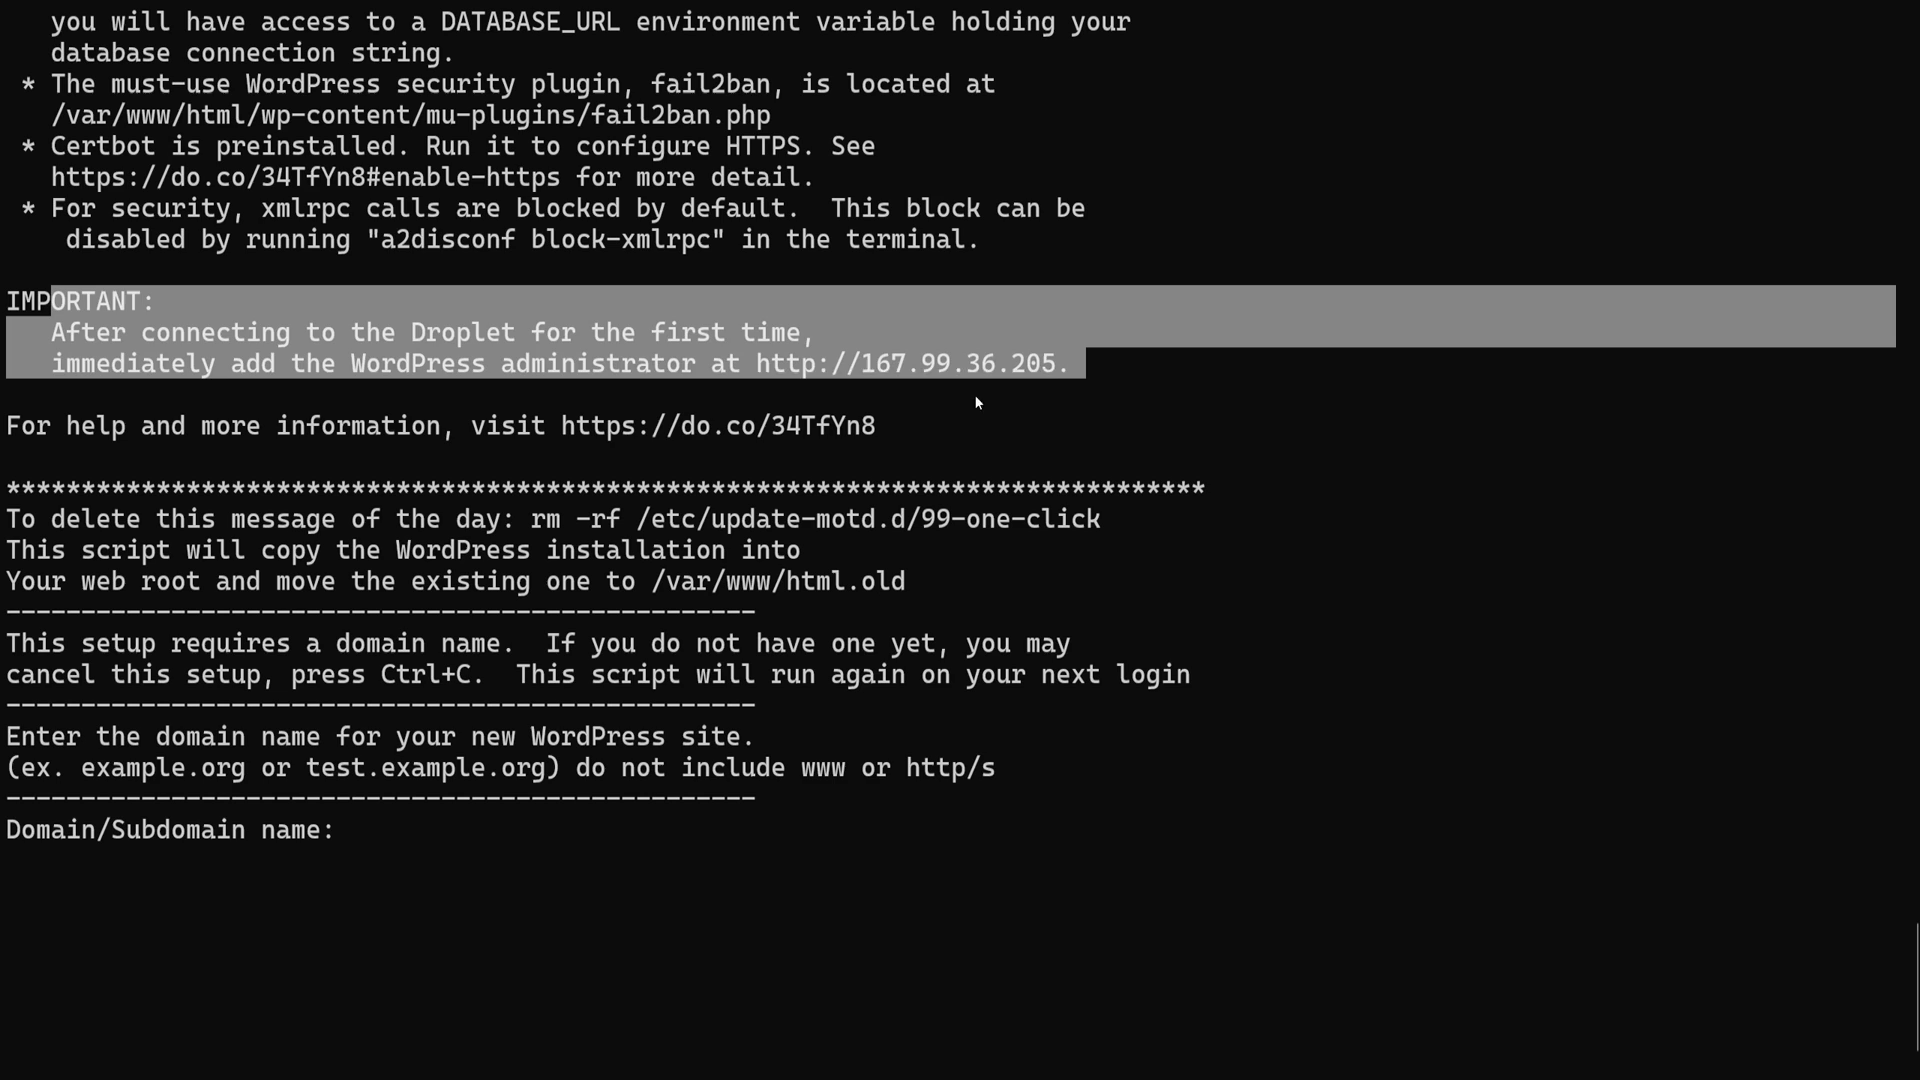 you will have access to a DATABASE_URL environment variable holding your
database connection string.
* The must-use WordPress security plugin, fail2ban, is located at
/var/www/html/wp-content/mu-plugins/fail2ban.php
* Certbot is preinstalled. Run it to configure HTTPS. See
https://do.co/34TfYn8#enable-https for more detail.
* For security, xmlrpc calls are blocked by default.  This block can be
disabled by running "a2disconf block-xmlrpc" in the terminal.
IMPORTANT:
After connecting to the Droplet for the first time,
immediately add the WordPress administrator at http://167.99.36.205.
For help and more information, visit https://do.co/34TfYn8
********************************************************************************
To delete this message of the day: rm -rf /etc/update-motd.d/99-one-click
This script will copy the WordPress installation into
Your web root and move the existing one to /var/www/html.old
--------------------------------------------------
This setup requires a domain name.  If you do not have one yet, you may
cancel this setup, press Ctrl+C.  This script will run again on your next login
--------------------------------------------------
Enter the domain name for your new WordPress site.
(ex. example.org or test.example.org) do not include www or http/s
--------------------------------------------------
Domain/Subdomain name: